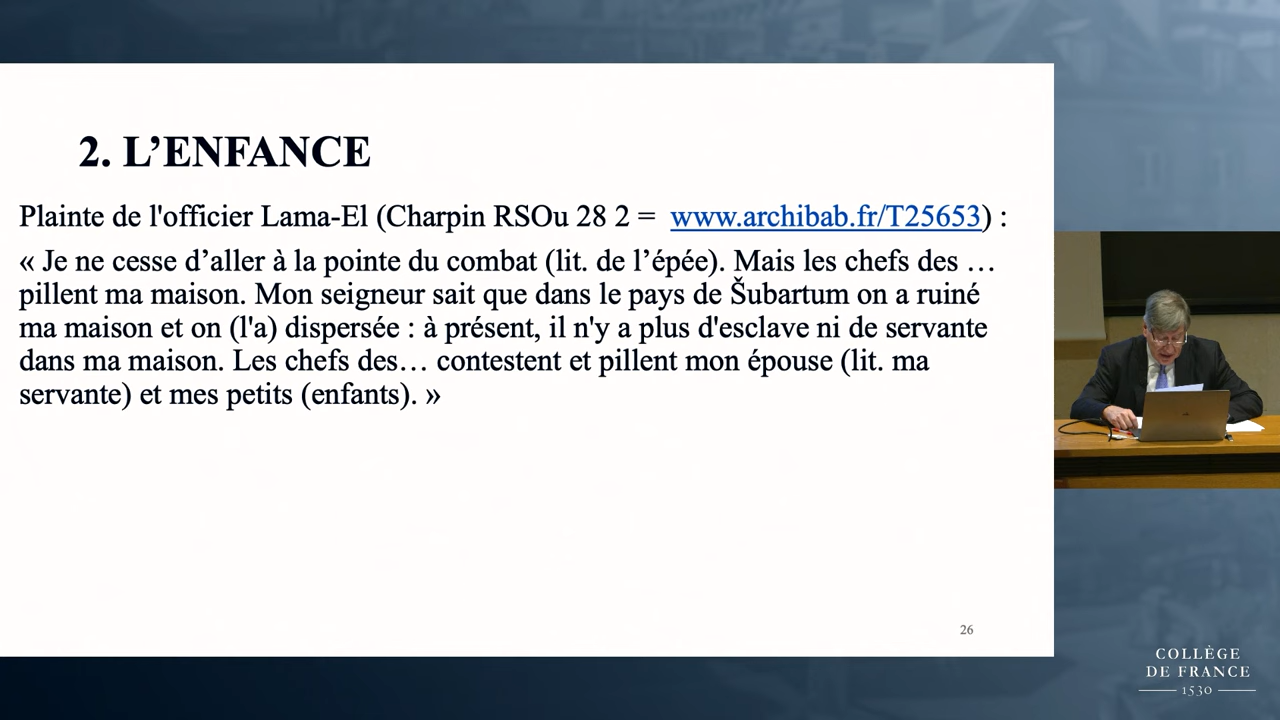 2. L’ENFANCE
Plainte de l'officier Lama-El (Charpin RSOu 28 2 = www.archibab.fr/T25653) :
« Je ne cesse d’aller à la pointe du combat (lit. de l’épée). Mais les chefs des …
pillent ma maison. Mon seigneur sait que dans le pays de Šubartum on a ruiné
ma maison et on (l'a) dispersée : à présent, il n'y a plus d'esclave ni de servante
dans ma maison. Les chefs des… contestent et pillent mon épouse (lit. ma
servante) et mes petits (enfants). »
26
COLLÈGE
DE FRANCE
1530